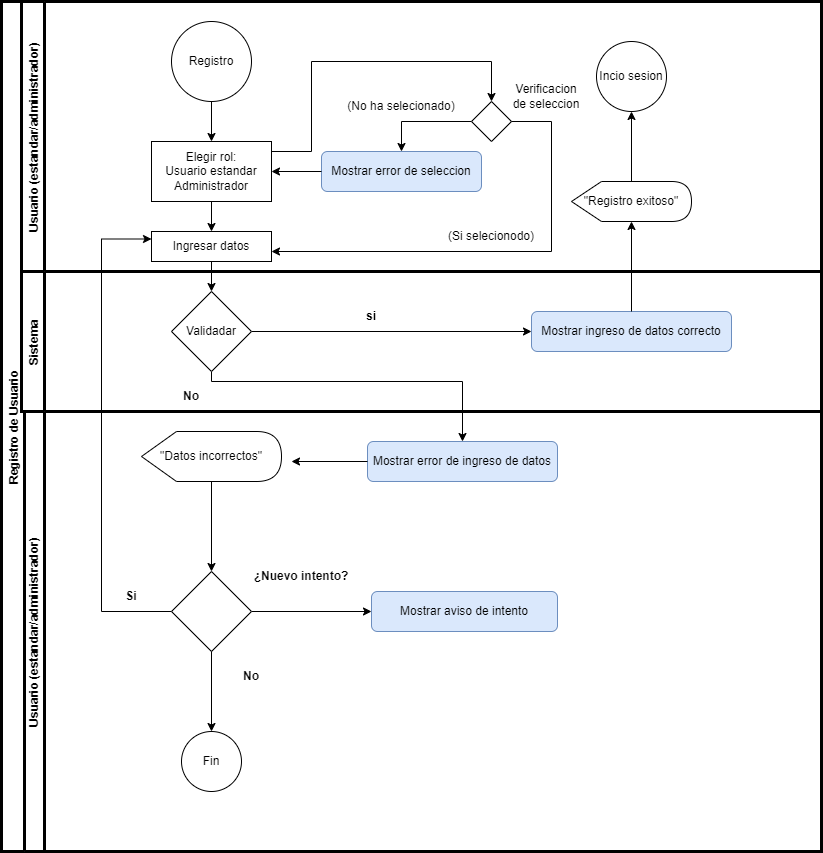 Registro de Usuario
Usuario (estandar/administrador)
Registro
Verificacion
de seleccion
Incio sesion
(No ha selecionado)
Elegir rol:
Usuario estandar
Administrador
Mostrar error de seleccion
"Registro exitoso"
Ingresar datos
(Si selecionodo)
Sistema
Validadar
si
Mostrar ingreso de datos correcto
No
Usuario (estandar/administrador)
"Datos incorrectos"
Mostrar error de ingreso de datos
¿Nuevo intento?
Si
Mostrar aviso de intento
No
Fin